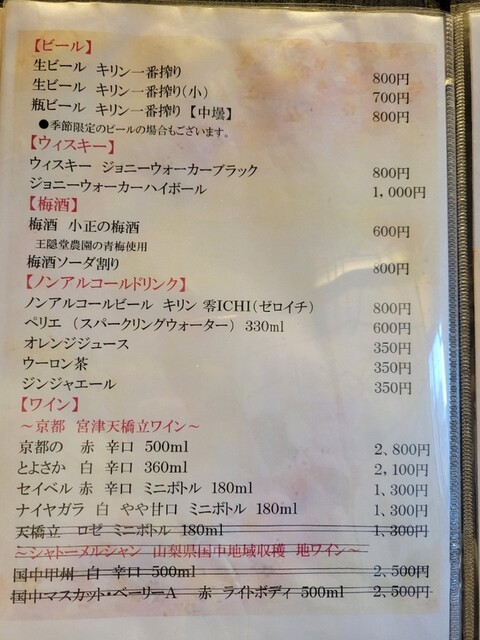 【ビール】
生ビール キリン一番搾り 800円
生ビール キリン一番搾り(小) 700円
瓶ビール キリン一番搾り 【中壜】 800円
●季節限定のビールの場合もございます。
【ウィスキー】
ウィスキー ジョニーウォーカーブラック 800円
ジョニーウォーカーハイボール 1,000円
【梅酒】
梅酒 小正の梅酒 600円
王隠堂農園の青梅使用
梅酒ソーダ割り 800円
【ノンアルコールドリンク】
ノンアルコールビール キリン 零ICHI(ゼロイチ) 800円
ペリエ (スパークリングウォーター) 330ml 600円
オレンジジュース 350円
ウーロン茶 350円
ジンジャエール 350円
【ワイン】
～京都 宮津天橋立ワイン～
京都の 赤 辛口 500ml 2,800円
とよさか 白 辛口 360ml 2,100円
セイベル 赤 辛口 ミニボトル 180ml 1,300円
ナイヤガラ 白 やや甘口 ミニボトル 180ml 1,300円
天橋立 ロゼ ミニボトル 180ml 1,300円
～シャトーメルシャン 山梨県国中地域収穫 地ワイン～
国中甲州 白 辛口 500ml 2,500円
国中マスカット・ベーリーA 赤 ライトボディ 500ml 2,500円